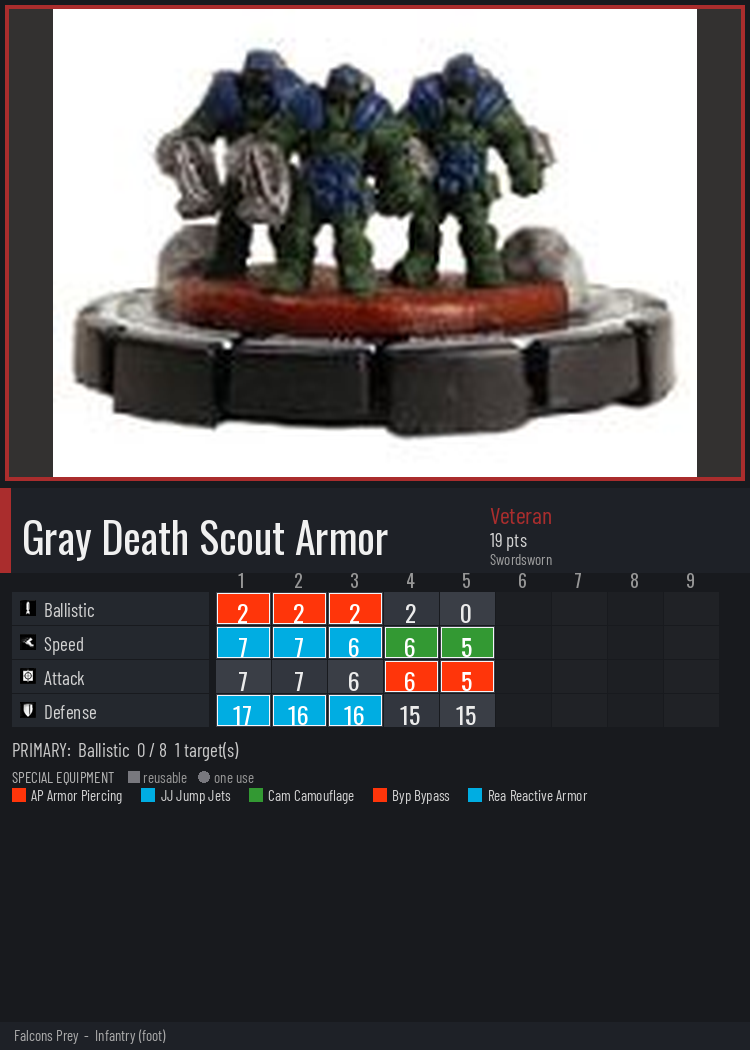 Gray Death Scout Armor
Veteran
19 pts
Swordsworn
1 2 3 4 5 6 7 8 9
Ballistic 2 2 2 2 0
Speed 7 7 6 6 5
Attack 7 7 6 6 5
Defense 17 16 16 15 15
PRIMARY: Ballistic 0 / 8 1 target(s)
SPECIAL EQUIPMENT reusable one use
AP Armor Piercing JJ Jump Jets Cam Camouflage Byp Bypass Rea Reactive Armor
Falcons Prey - Infantry (foot)